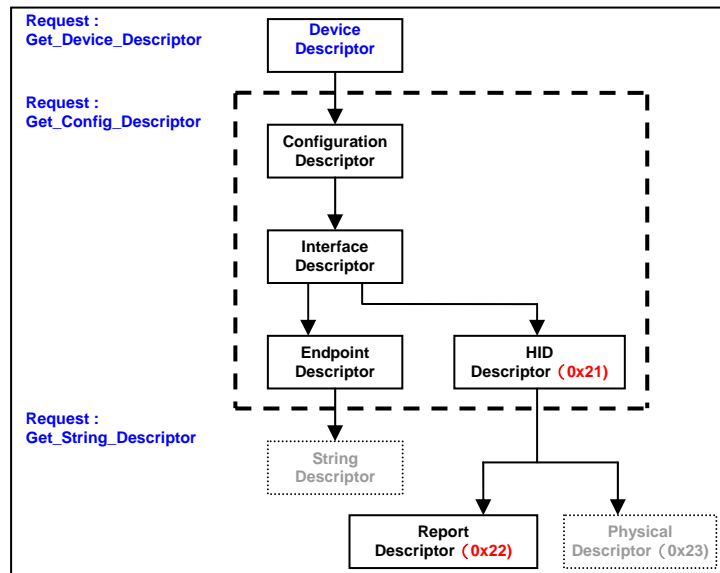 Request :
Get_Device_Descriptor
Device
Descriptor
Request :
Get_Config_Descriptor
Configuration
Descriptor
Interface
Descriptor
Endpoint
Descriptor
HID
Descriptor（0x21)
Request :
Get_String_Descriptor
String
Descriptor
Report
Descriptor（0x22)
Physical
Descriptor（0x23)